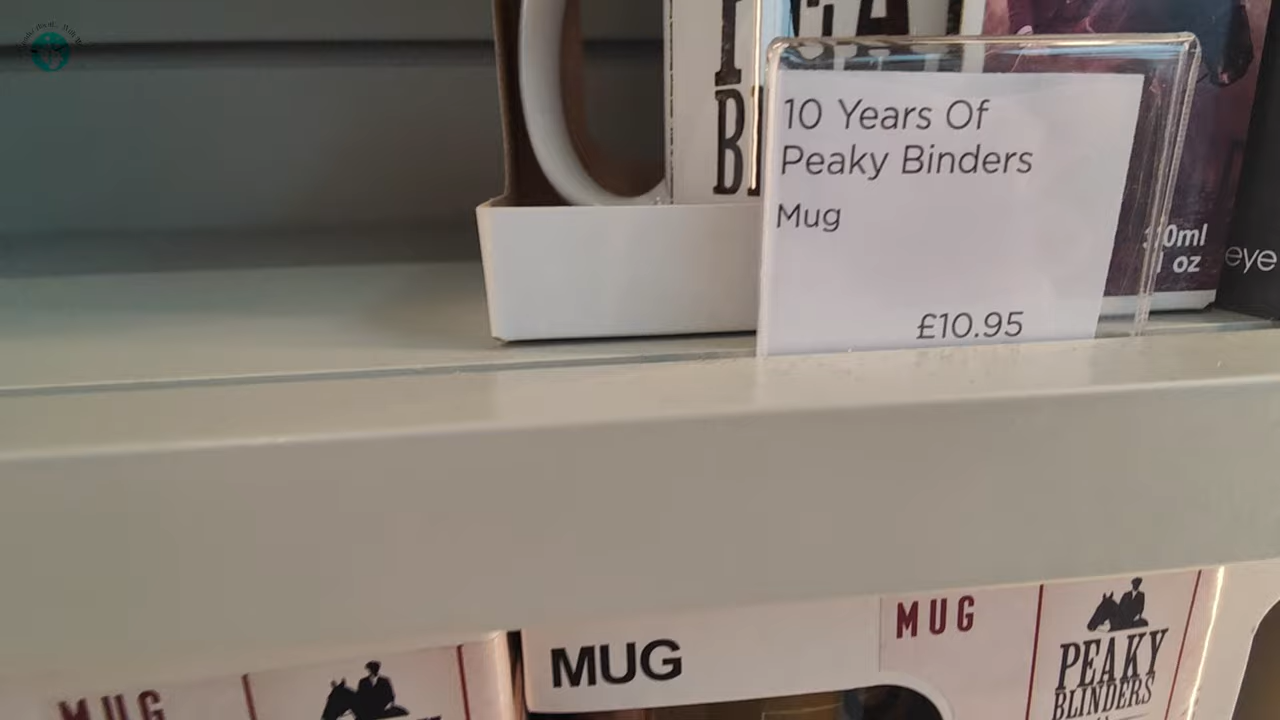 10 Years Of
Peaky Binders
Mug
£10.95
oz
eye
MUG
MUG
PEAKY
BLINDERS
MUG